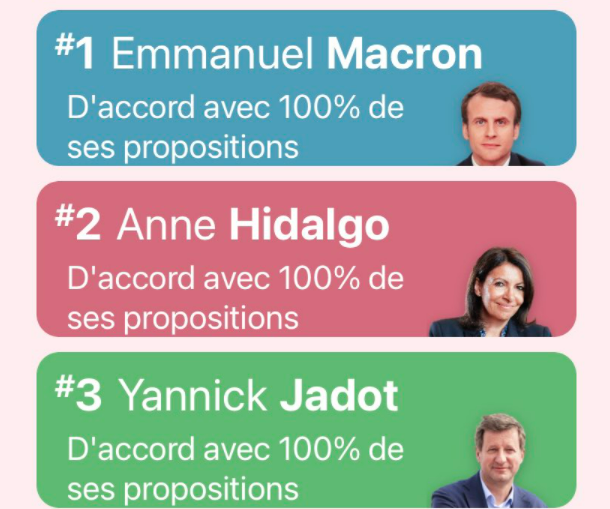 #1 Emmanuel Macron
D'accord avec 100% de
ses propositions
#2 Anne Hidalgo
D'accord avec 100% de
ses propositions
#3 Yannick Jadot
D'accord avec 100% de
ses propositions